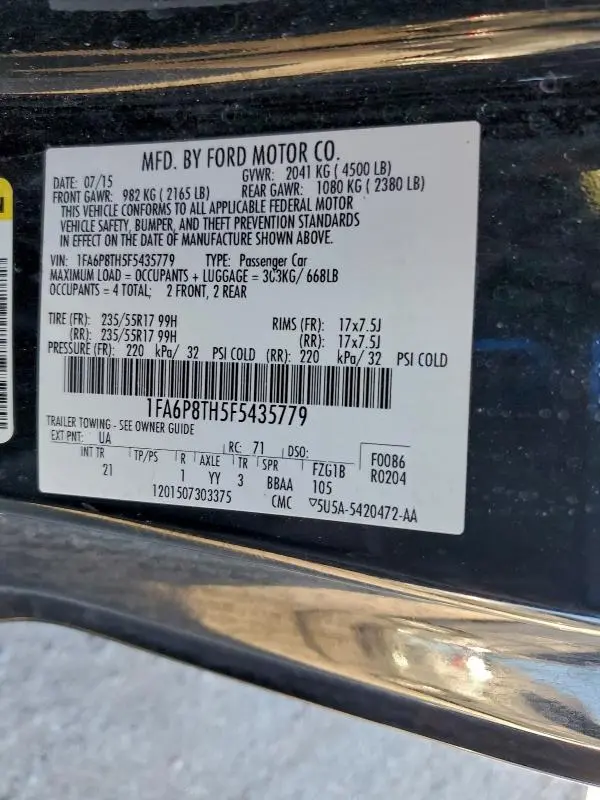 MFD. BY FORD MOTOR CO.
DATE: 07/15 GVWR: 2041 KG ( 4500 LB)
FRONT GAWR: 982 KG ( 2165 LB) REAR GAWR: 1080 KG ( 2380 LB)
THIS VEHICLE CONFORMS TO ALL APPLICABLE FEDERAL MOTOR
VEHICLE SAFETY, BUMPER, AND THEFT PREVENTION STANDARDS
IN EFFECT ON THE DATE OF MANUFACTURE SHOWN ABOVE.
VIN: 1FA6P8TH5F5435779 TYPE: Passenger Car
MAXIMUM LOAD = OCCUPANTS + LUGGAGE = 303KG/ 668LB
OCCUPANTS = 4 TOTAL; 2 FRONT, 2 REAR
TIRE (FR): 235/55R17 99H RIMS (FR): 17x7.5J
(RR): 235/55R17 99H (RR): 17x7.5J
PRESSURE (FR): 220 kPa/ 32 PSI COLD (RR): 220 kPa/ 32 PSI COLD
1FA6P8TH5F5435779
TRAILER TOWING - SEE OWNER GUIDE
EXT PNT: UA RC: 71 DSO: F0086
INT TR TP/PS R AXLE TR SPR FZG1B R0204
21 1 YY 3 BBAA 105
1201507303375 CMC ▽5U5A-5420472-AA
N